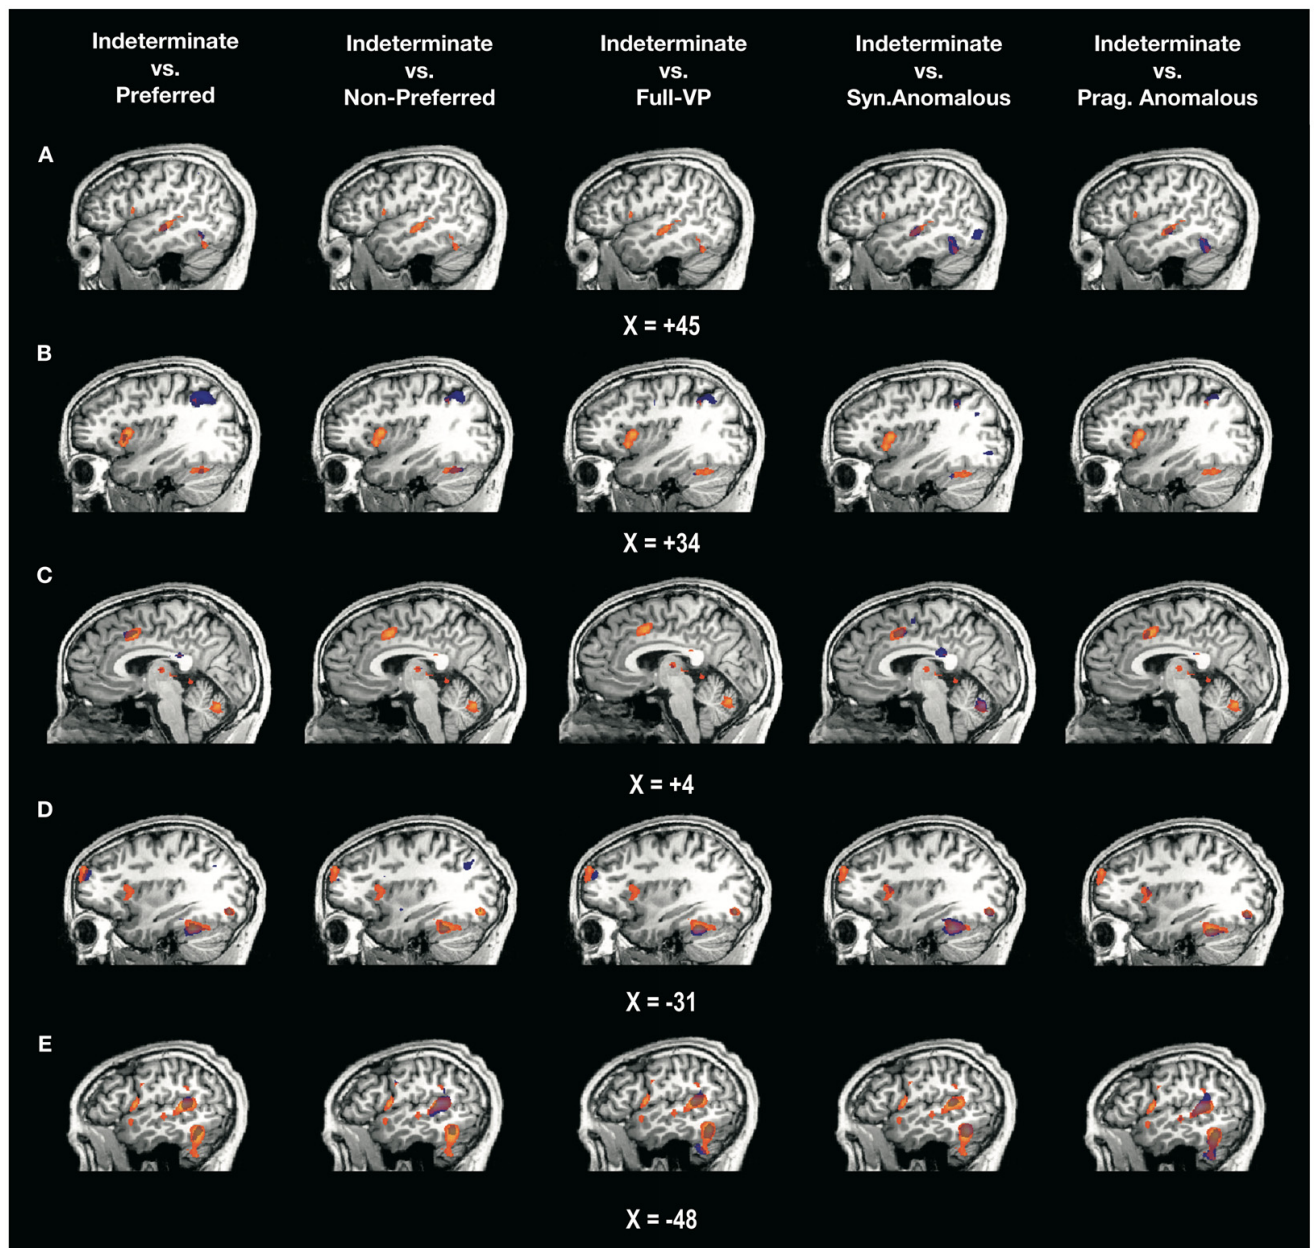 Indeterminate
vs.
Preferred
Indeterminate
vs.
Non-Preferred
Indeterminate
vs.
Full-VP
Indeterminate
vs.
Syn.Anomalous
Indeterminate
vs.
Prag. Anomalous
A
X = +45
B
X = +34
C
X = +4
D
X = -31
E
X = -48